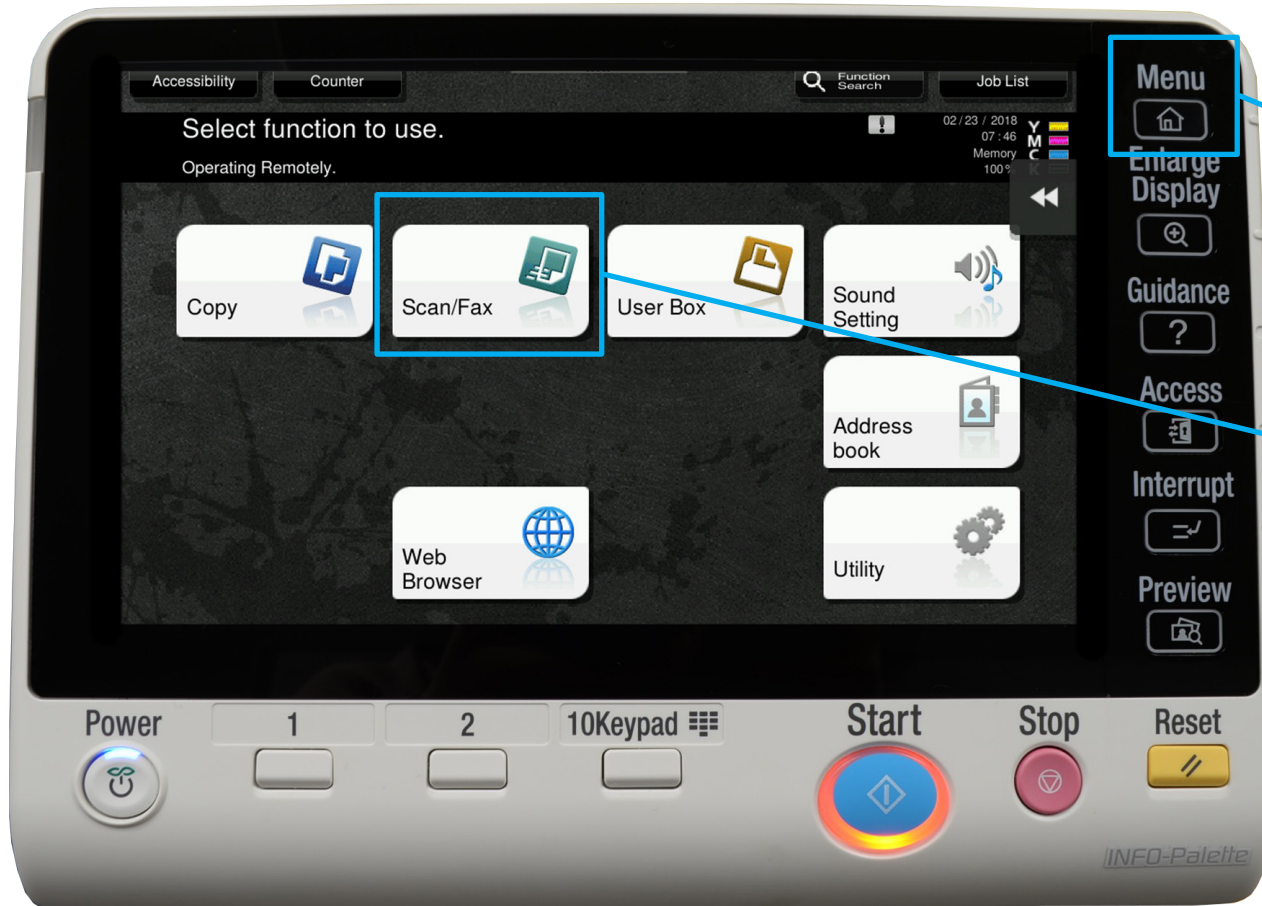 Accessibility
Counter
Function
Search
Job List
Menu
Select function to use.
02 / 23 / 2018
07 : 46
Memory
100%
Y
M
C
K
Operating Remotely.
Enlarge
Display
Copy
Scan/Fax
User Box
Sound
Setting
Guidance
?
Address
book
Access
Web
Browser
Utility
Interrupt
Preview
Power
1
2
10Keypad
Start
Stop
Reset
INFO-Palette